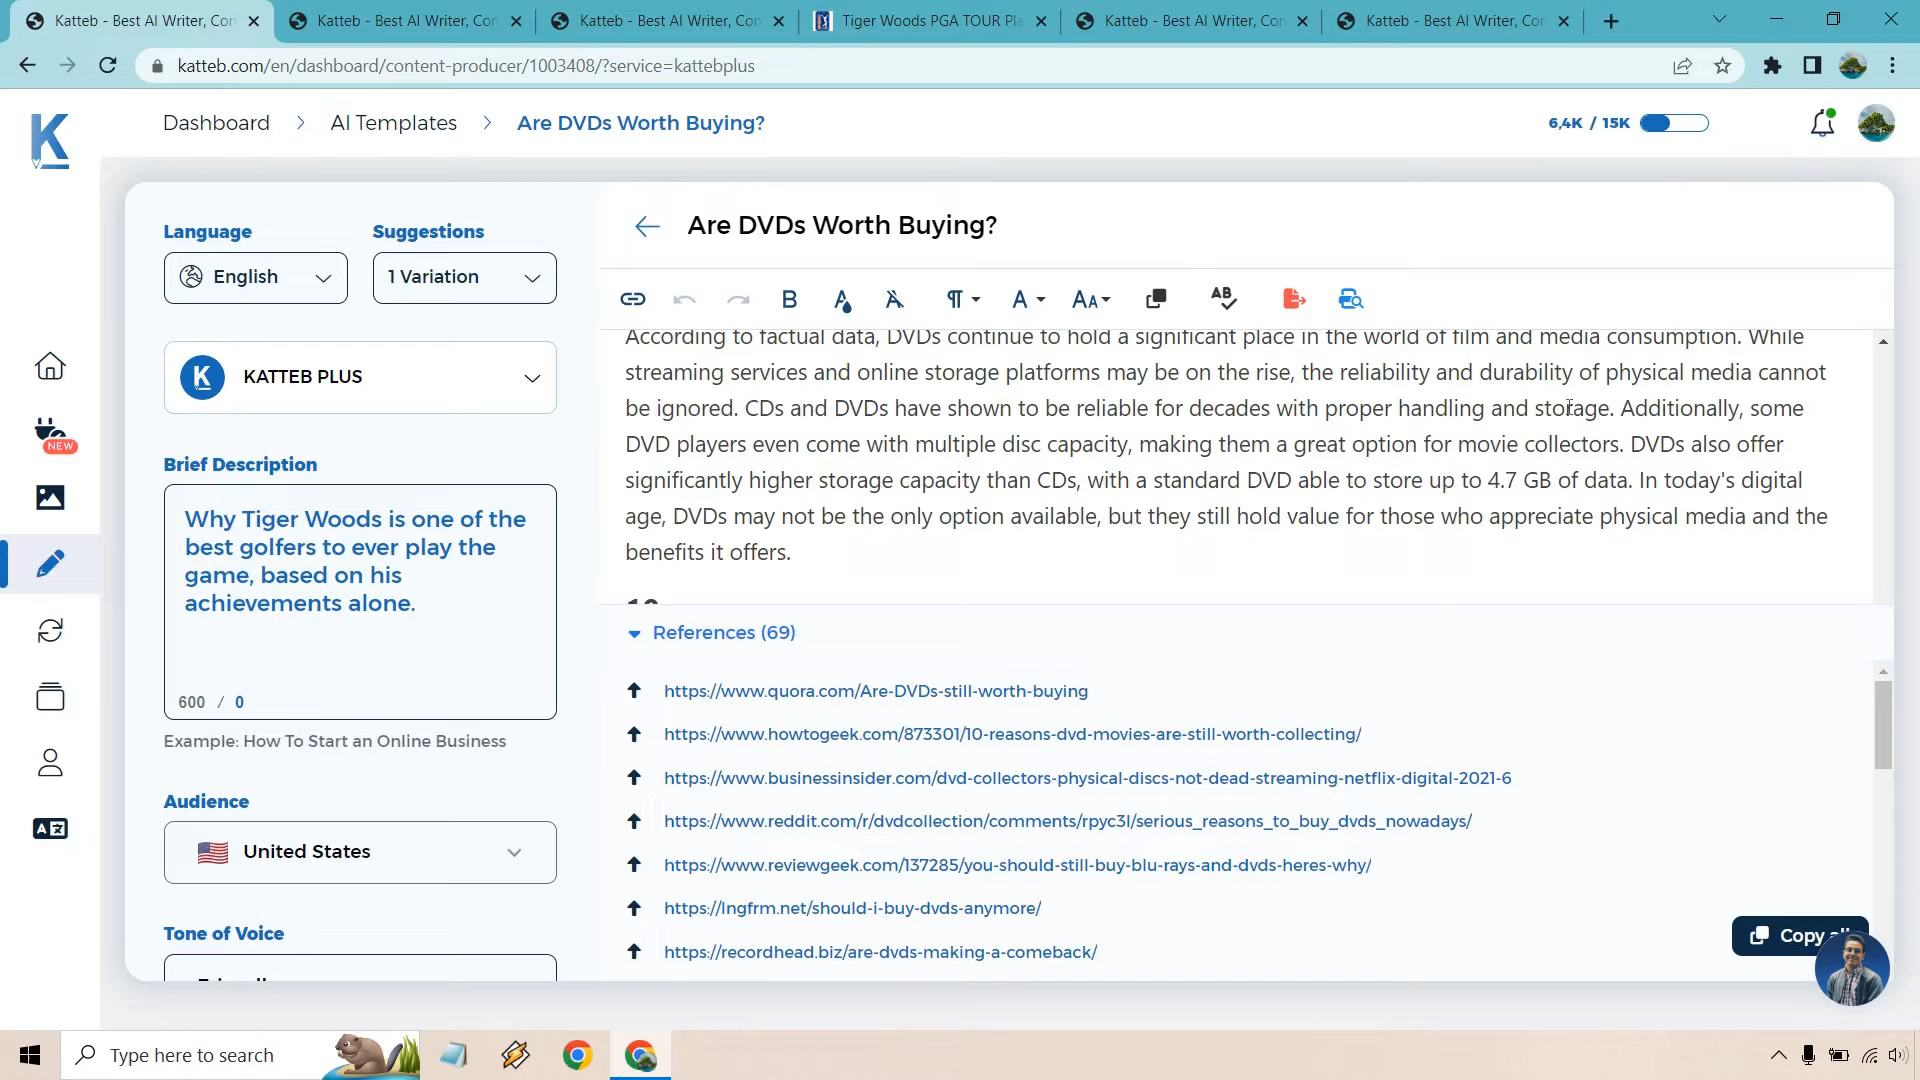 Katteb - Best AI Writer, Con
Katteb - Best AI Writer, Con
Katteb - Best AI Writer, Con
Tiger Woods PGA TOUR Pla
Katteb - Best AI Writer, Con
Katteb - Best AI Writer, Con
katteb.com/en/dashboard/content-producer/1003408/?service=kattebplus
Dashboard
AI Templates
Are DVDs Worth Buying?
6,4K / 15K
Language
Suggestions
English
1 Variation
KATTEB PLUS
Brief Description
Why Tiger Woods is one of the
best golfers to ever play the
game, based on his
achievements alone.
600 / 0
Example: How To Start an Online Business
Audience
United States
Tone of Voice
NEW
Are DVDs Worth Buying?
According to factual data, DVDs continue to hold a significant place in the world of film and media consumption. While
streaming services and online storage platforms may be on the rise, the reliability and durability of physical media cannot
be ignored. CDs and DVDs have shown to be reliable for decades with proper handling and storage. Additionally, some
DVD players even come with multiple disc capacity, making them a great option for movie collectors. DVDs also offer
significantly higher storage capacity than CDs, with a standard DVD able to store up to 4.7 GB of data. In today's digital
age, DVDs may not be the only option available, but they still hold value for those who appreciate physical media and the
benefits it offers.
References (69)
https://www.quora.com/Are-DVDs-still-worth-buying
https://www.howtogeek.com/873301/10-reasons-dvd-movies-are-still-worth-collecting/
https://www.businessinsider.com/dvd-collectors-physical-discs-not-dead-streaming-netflix-digital-2021-6
https://www.reddit.com/r/dvdcollection/comments/rpyc3l/serious_reasons_to_buy_dvds_nowadays/
https://www.reviewgeek.com/137285/you-should-still-buy-blu-rays-and-dvds-heres-why/
https://lngfrm.net/should-i-buy-dvds-anymore/
https://recordhead.biz/are-dvds-making-a-comeback/
Copy all
Type here to search